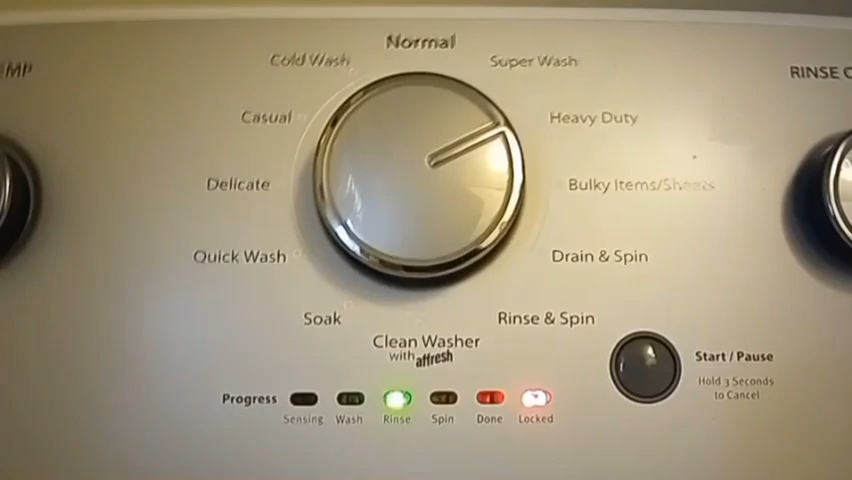 Normal
Cold Wash
Super Wash
EMP
RINSE
Casual
Heavy Duty
Delicate
Bulky Items/Sheets
Quick Wash
Drain & Spin
Soak
Rinse & Spin
Clean Washer
with affresh
Start / Pause
Hold 3 Seconds
to Cancel
Progress
Sensing Wash Rinse Spin Done Locked